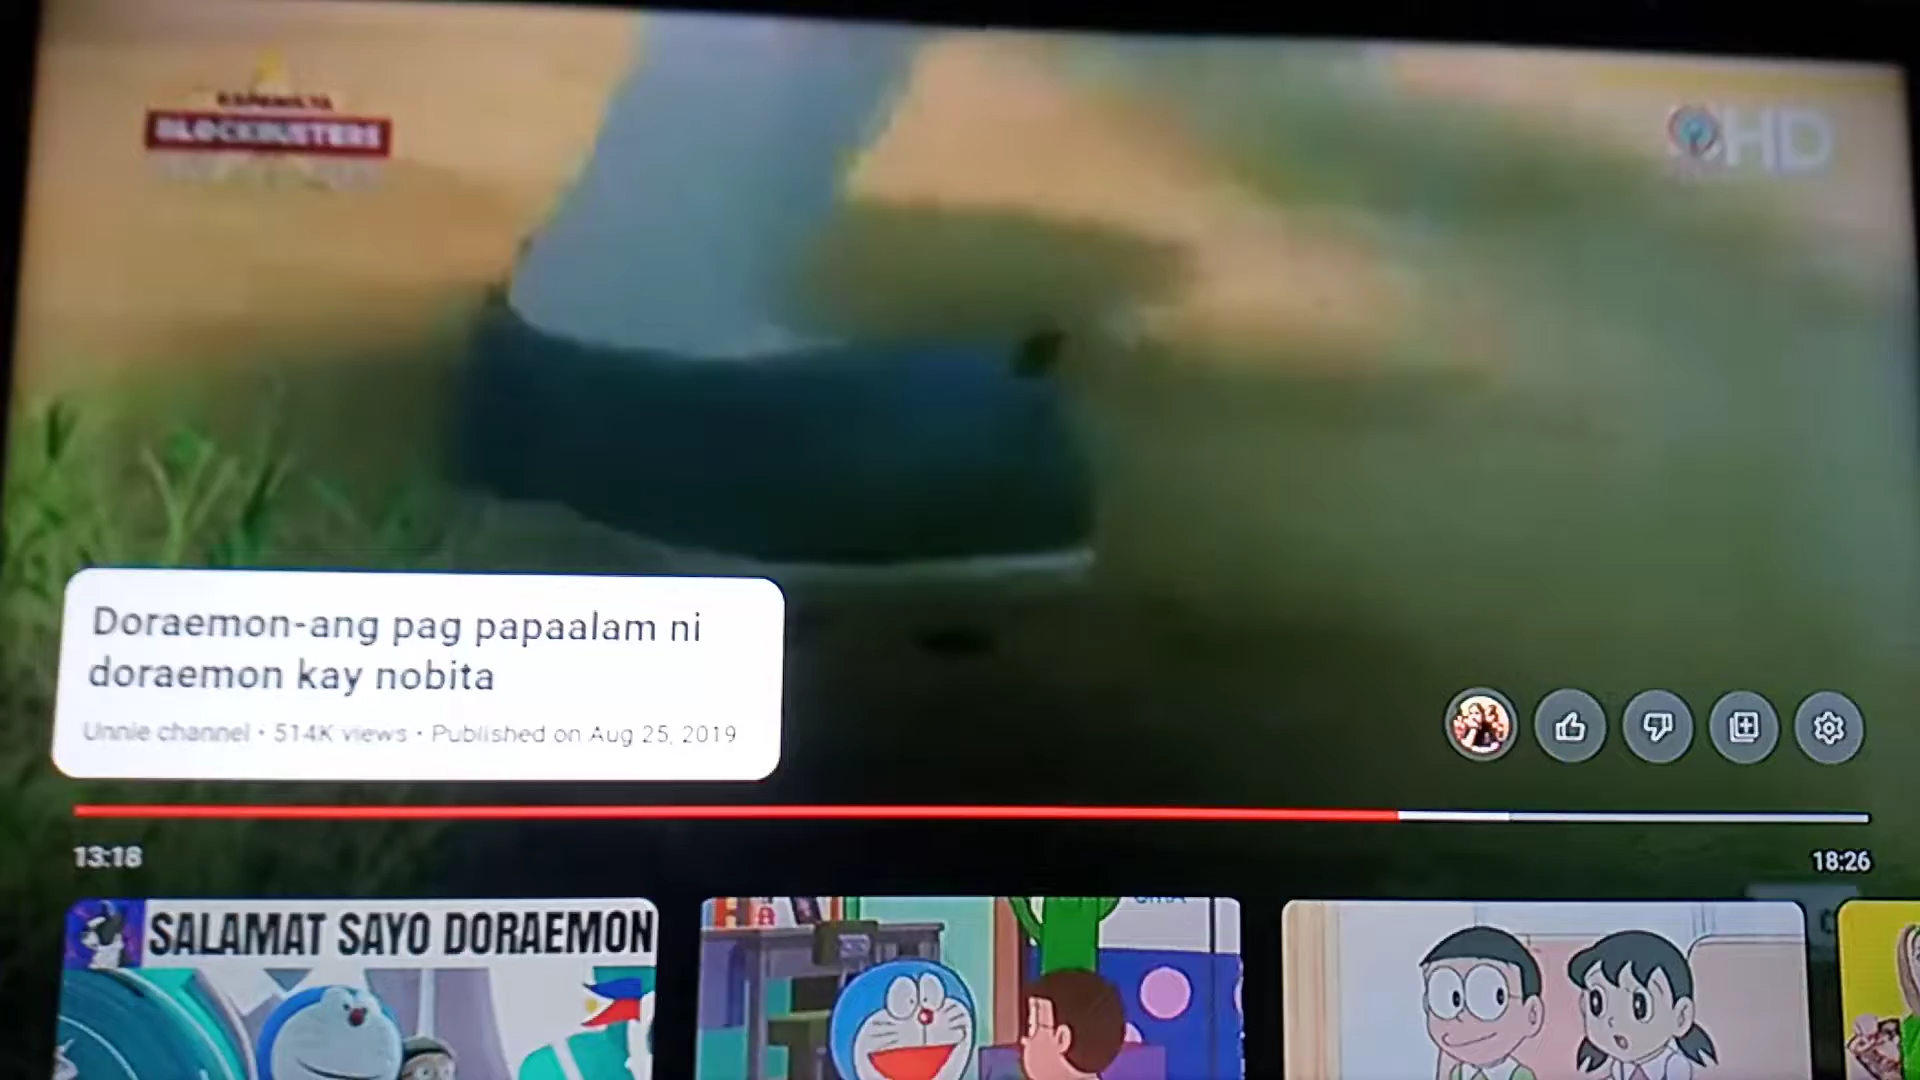 KAPAMILYA
BLOCKBUSTERS
HD
Doraemon-ang pag papaalam ni
doraemon kay nobita
Unnie channel • 514K views • Published on Aug 25, 2019
13:18
18:26
SALAMAT SAYO DORAEMON